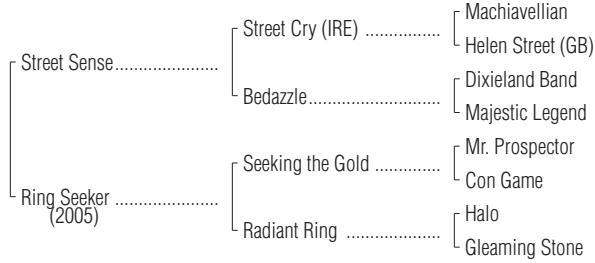 Machiavellian
Street Cry (IRE) ..................
Helen Street (GB)
Street Sense.........................
Dixieland Band
Bedazzle................................
Majestic Legend
Mr. Prospector
Seeking the Gold ...............
Con Game
Ring Seeker .........................
(2005)
Halo
Radiant Ring ......................
Gleaming Stone